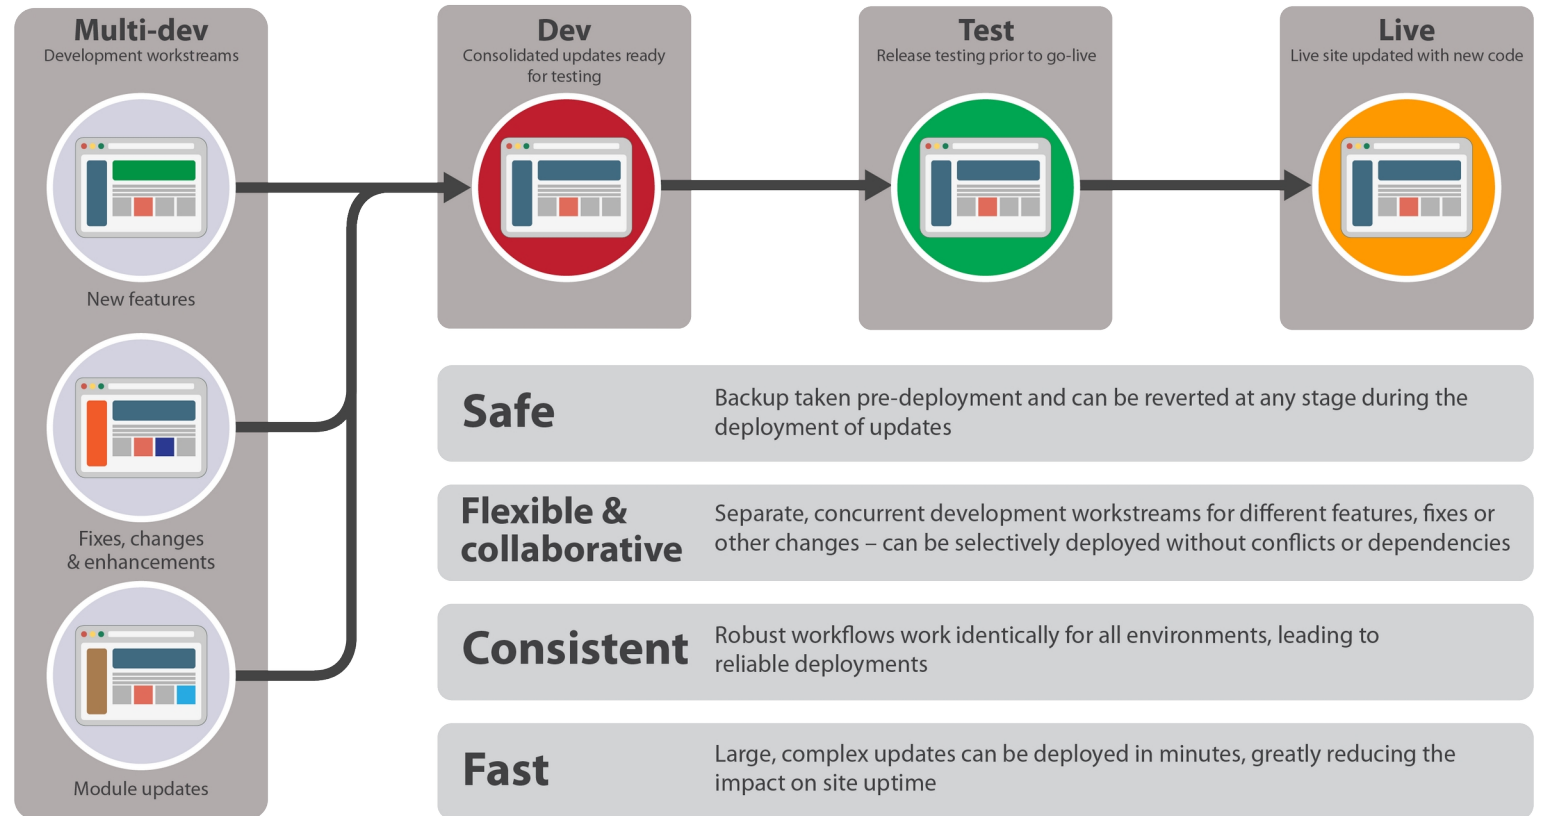 Multi-dev
Development workstreams
New features
Fixes, changes
& enhancements
Module updates
Dev
Consolidated updates ready
for testing
Test
Release testing prior to go-live
Live
Live site updated with new code
Safe
Backup taken pre-deployment and can be reverted at any stage during the
deployment of updates
Flexible &
collaborative
Separate, concurrent development workstreams for different features, fixes or
other changes – can be selectively deployed without conflicts or dependencies
Consistent
Robust workflows work identically for all environments, leading to
reliable deployments
Fast
Large, complex updates can be deployed in minutes, greatly reducing the
impact on site uptime